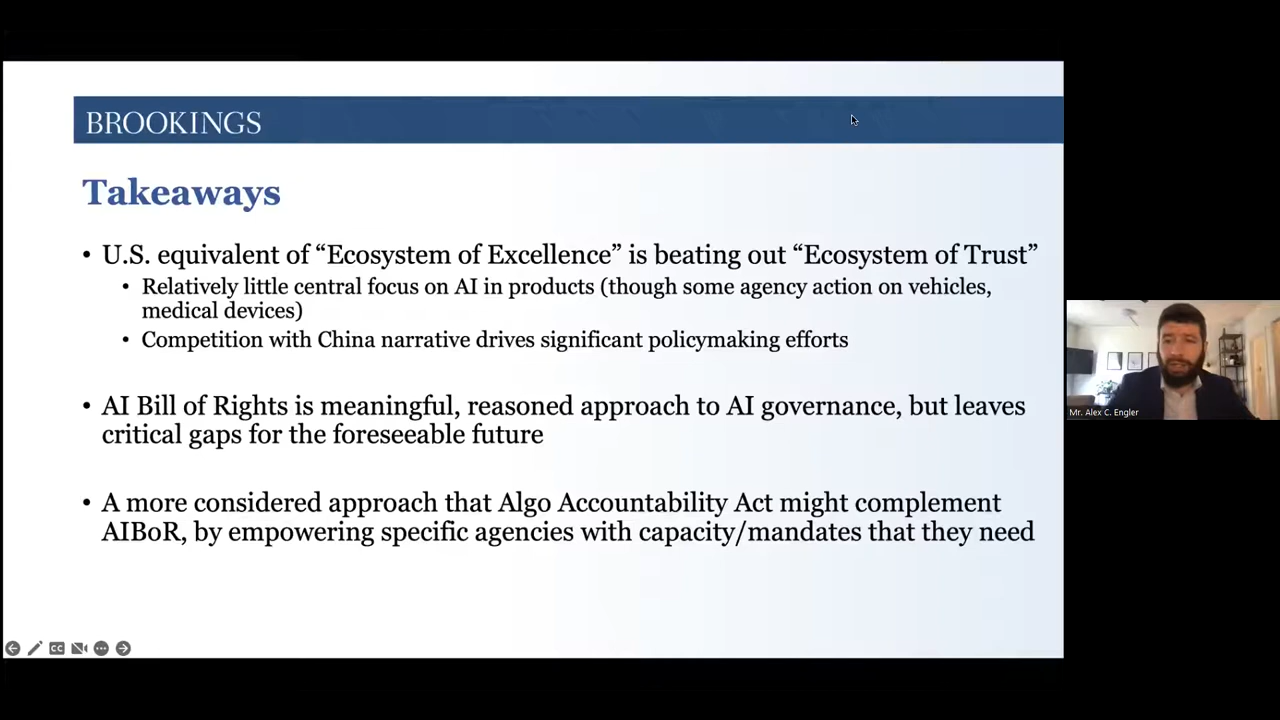 BROOKINGS
Takeaways
• U.S. equivalent of “Ecosystem of Excellence” is beating out “Ecosystem of Trust”
• Relatively little central focus on AI in products (though some agency action on vehicles,
medical devices)
• Competition with China narrative drives significant policymaking efforts
• AI Bill of Rights is meaningful, reasoned approach to AI governance, but leaves
critical gaps for the foreseeable future
• A more considered approach that Algo Accountability Act might complement
AIBoR, by empowering specific agencies with capacity/mandates that they need
CC
Mr. Alex C. Engler